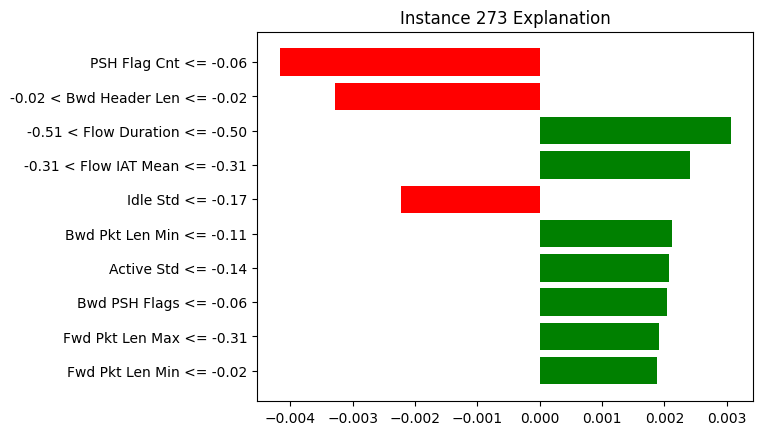 Instance 273 Explanation
PSH Flag Cnt <= -0.06
-0.02 < Bwd Header Len <= -0.02
-0.51 < Flow Duration <= -0.50
-0.31 < Flow IAT Mean <= -0.31
Idle Std <= -0.17
Bwd Pkt Len Min <= -0.11
Active Std <= -0.14
Bwd PSH Flags <= -0.06
Fwd Pkt Len Max <= -0.31
Fwd Pkt Len Min <= -0.02
−0.004 −0.003 −0.002 −0.001 0.000 0.001 0.002 0.003